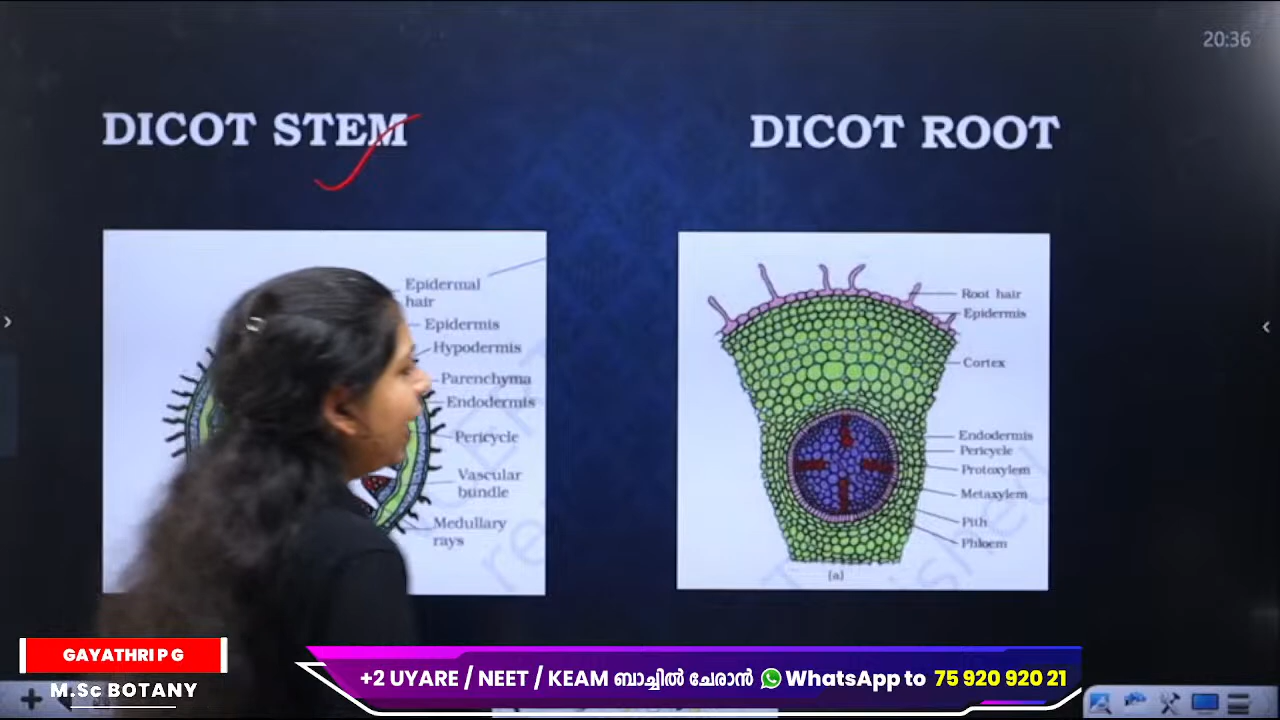 20:36
DICOT STEM
DICOT ROOT
Epidermal
hair
Epidermis
Hypodermis
Parenchyma
Endodermis
Pericycle
Vascular
bundle
Medullary
rays
Root hair
Epidermis
Cortex
Endodermis
Pericycle
Protoxylem
Metaxylem
Pith
Phloem
(a)
GAYATHRI P G
M.Sc BOTANY
+2 UYARE / NEET / KEAM ബാച്ചിൽ ചേരാൻ WhatsApp to 75 920 920 21